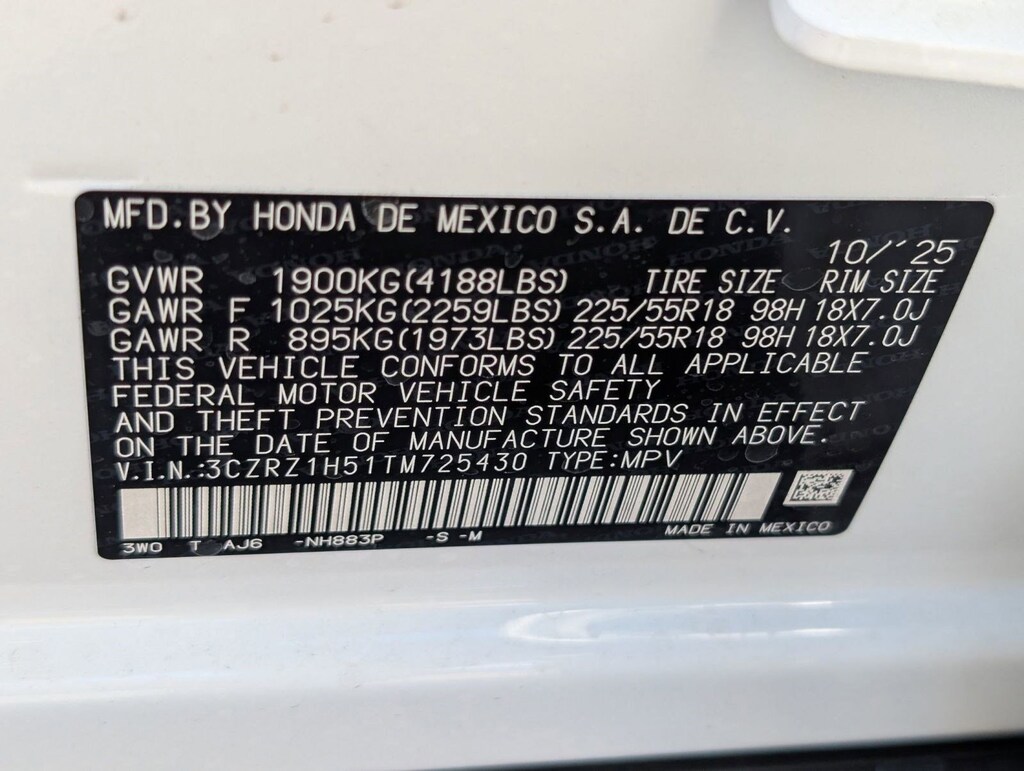 MFD.BY HONDA DE MEXICO S.A. DE C.V.
10/'25
GVWR 1900KG(4188LBS) TIRE SIZE RIM SIZE
GAWR F 1025KG(2259LBS) 225/55R18 98H 18X7.0J
GAWR R 895KG(1973LBS) 225/55R18 98H 18X7.0J
THIS VEHICLE CONFORMS TO ALL APPLICABLE
FEDERAL MOTOR VEHICLE SAFETY
AND THEFT PREVENTION STANDARDS IN EFFECT
ON THE DATE OF MANUFACTURE SHOWN ABOVE.
V.I.N.:3CZRZ1H51TM725430 TYPE:MPV
MADE IN MEXICO
3W0 T AJ6 -NH883P -S -M